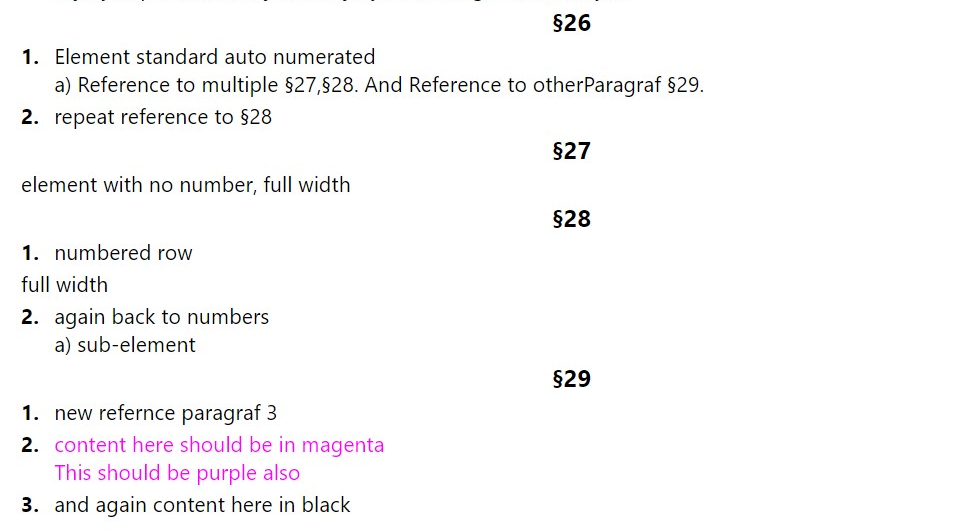 §26
1. Element standard auto numerated
a) Reference to multiple §27,§28. And Reference to otherParagraf §29.
2. repeat reference to §28
§27
element with no number, full width
§28
1. numbered row
full width
2. again back to numbers
a) sub-element
§29
1. new refernce paragraf 3
2. content here should be in magenta
This should be purple also
3. and again content here in black